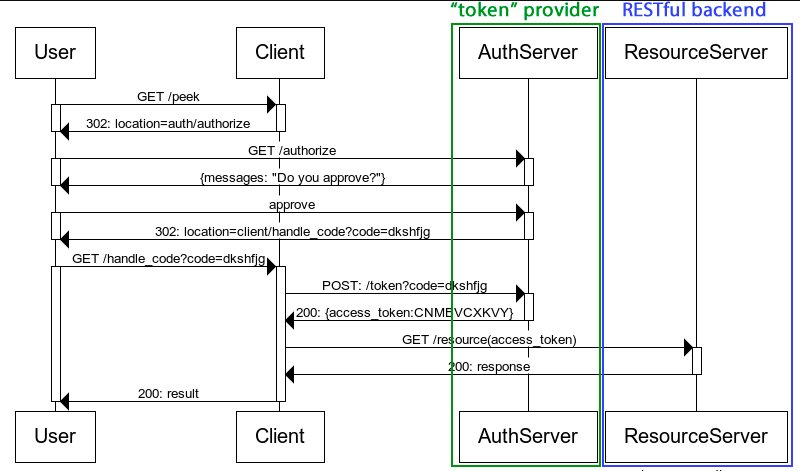 “token” provider RESTful backend
User Client AuthServer ResourceServer
GET /peek
302: location=auth/authorize
GET /authorize
{messages: "Do you approve?"}
approve
302: location=client/handle_code?code=dkshfjg
GET /handle_code?code=dkshfjg
POST: /token?code=dkshfjg
200: {access_token:CNMBVCXKVY}
GET /resource(access_token)
200: response
200: result
User Client AuthServer ResourceServer